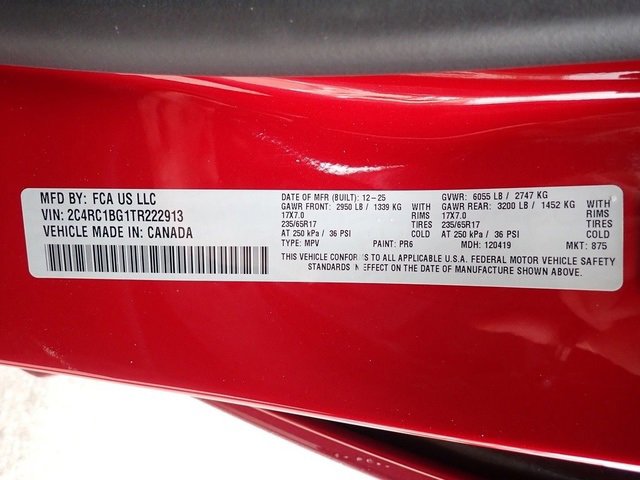 MFD BY: FCA US LLC
VIN: 2C4RC1BG1TR222913
VEHICLE MADE IN: CANADA
DATE OF MFR (BUILT): 12-25 GVWR: 6055 LB / 2747 KG
GAWR FRONT: 2950 LB / 1339 KG WITH GAWR REAR: 3200 LB / 1452 KG WITH
17X7.0 RIMS 17X7.0 RIMS
235/65R17 TIRES 235/65R17 TIRES
AT 250 kPa / 36 PSI COLD AT 250 kPa / 36 PSI COLD
TYPE: MPV PAINT: PR6 MDH: 120419 MKT: 875
THIS VEHICLE CONFOR S TO ALL APPLICABLE U.S.A. FEDERAL MOTOR VEHICLE SAFETY
STANDARDS N EFFECT ON THE DATE OF MANUFACTURE SHOWN ABOVE.